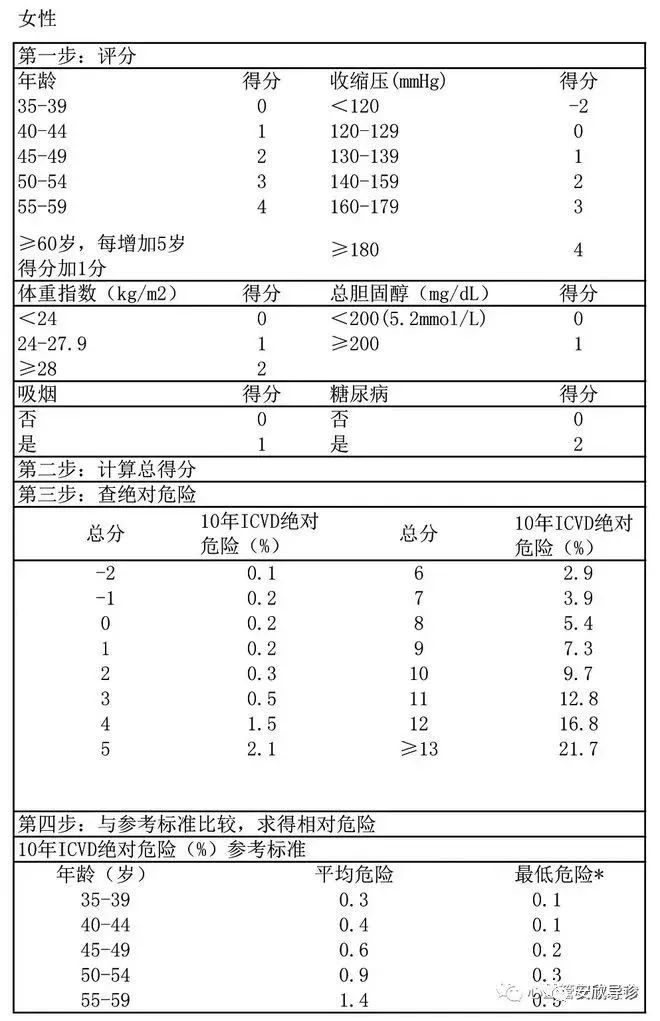 女性
第一步：评分
年龄 得分 收缩压(mmHg) 得分
35-39 0 ＜120 -2
40-44 1 120-129 0
45-49 2 130-139 1
50-54 3 140-159 2
55-59 4 160-179 3
≥60岁，每增加5岁 ≥180 4
得分加1分
体重指数（kg/m2） 得分 总胆固醇（mg/dL） 得分
＜24 0 ＜200(5.2mmol/L) 0
24-27.9 1 ≥200 1
≥28 2
吸烟 得分 糖尿病 得分
否 0 否 0
是 1 是 2
第二步：计算总得分
第三步：查绝对危险
总分 10年ICVD绝对 总分 10年ICVD绝对
危险（%） 危险（%）
-2 0.1 6 2.9
-1 0.2 7 3.9
0 0.2 8 5.4
1 0.2 9 7.3
2 0.3 10 9.7
3 0.5 11 12.8
4 1.5 12 16.8
5 2.1 ≥13 21.7
第四步：与参考标准比较，求得相对危险
10年ICVD绝对危险（%）参考标准
年龄（岁） 平均危险 最低危险*
35-39 0.3 0.1
40-44 0.4 0.1
45-49 0.6 0.2
50-54 0.9 0.3
55-59 1.4 0.5
安欣导诊